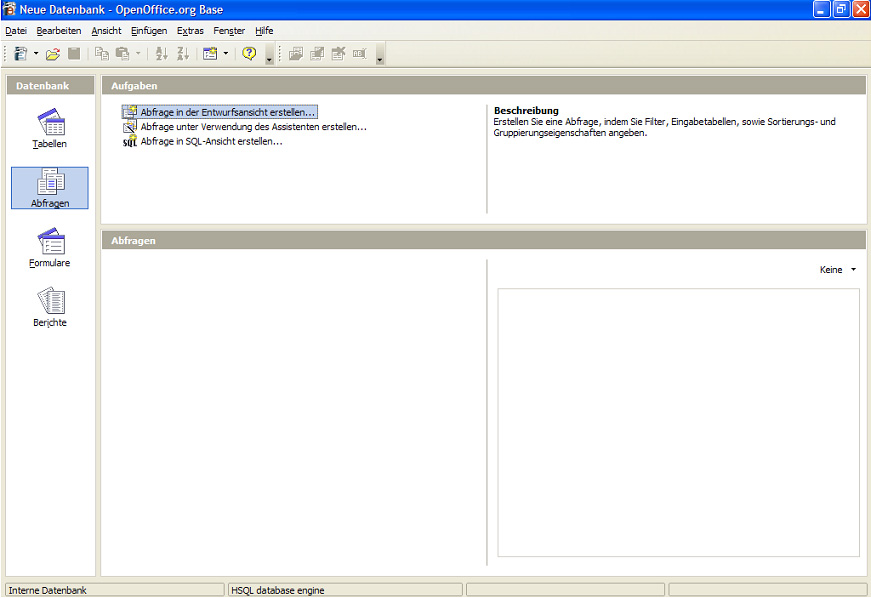 Neue Datenbank - OpenOffice.org Base
Datei Bearbeiten Ansicht Einfügen Extras Fenster Hilfe
Datenbank
Tabellen
Abfragen
Formulare
Berichte
Aufgaben
Abfrage in der Entwurfsansicht erstellen...
Abfrage unter Verwendung des Assistenten erstellen...
SQL Abfrage in SQL-Ansicht erstellen...
Beschreibung
Erstellen Sie eine Abfrage, indem Sie Filter, Eingabetabellen, sowie Sortierungs- und
Gruppierungseigenschaften angeben.
Abfragen
Keine
Interne Datenbank
HSQL database engine